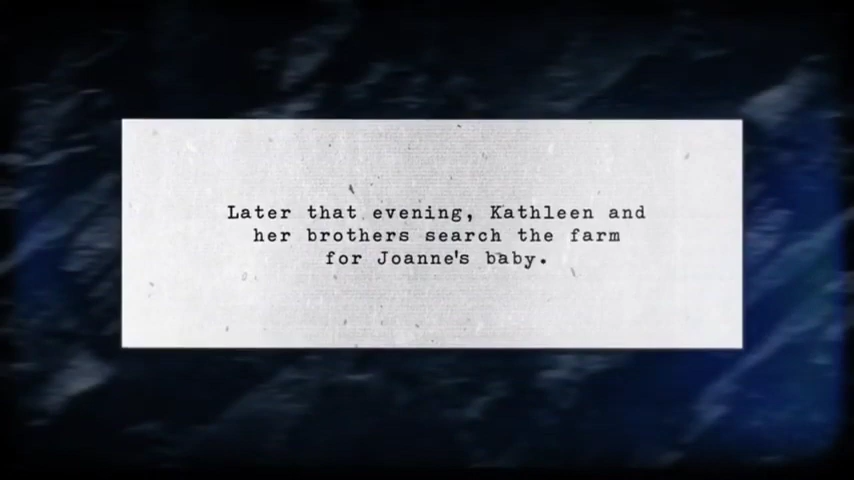 Later that evening, Kathleen and
her brothers search the farm
for Joanne's baby.